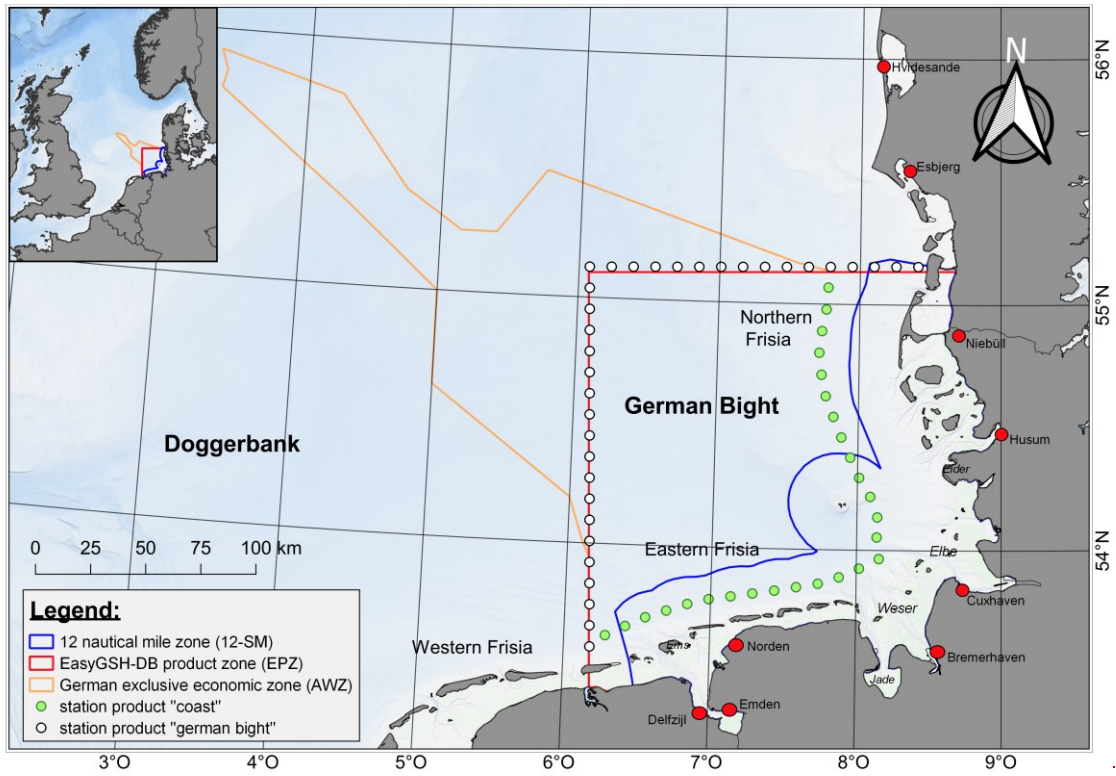 N
56°N
Hvidesande
Esbjerg
55°N
Northern
Frisia
Niebüll
German Bight
Doggerbank
Husum
Eider
0 25 50 75 100 km
Eastern Frisia
Elbe
54°N
Cuxhaven
Weser
Legend:
12 nautical mile zone (12-SM)
EasyGSH-DB product zone (EPZ)
German exclusive economic zone (AWZ)
station product "coast"
station product "german bight"
Western Frisia
Ems
Norden
Bremerhaven
Jade
Delfzijl
Emden
3°O 4°O 5°O 6°O 7°O 8°O 9°O